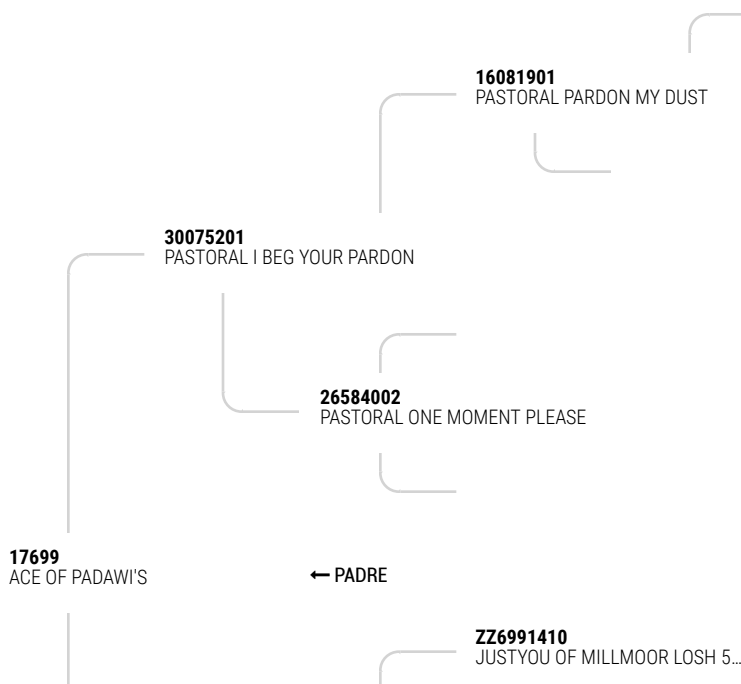 16081901
PASTORAL PARDON MY DUST
30075201
PASTORAL I BEG YOUR PARDON
26584002
PASTORAL ONE MOMENT PLEASE
17699
ACE OF PADAWI'S
← PADRE
ZZ6991410
JUSTYOU OF MILLMOOR LOSH 5...